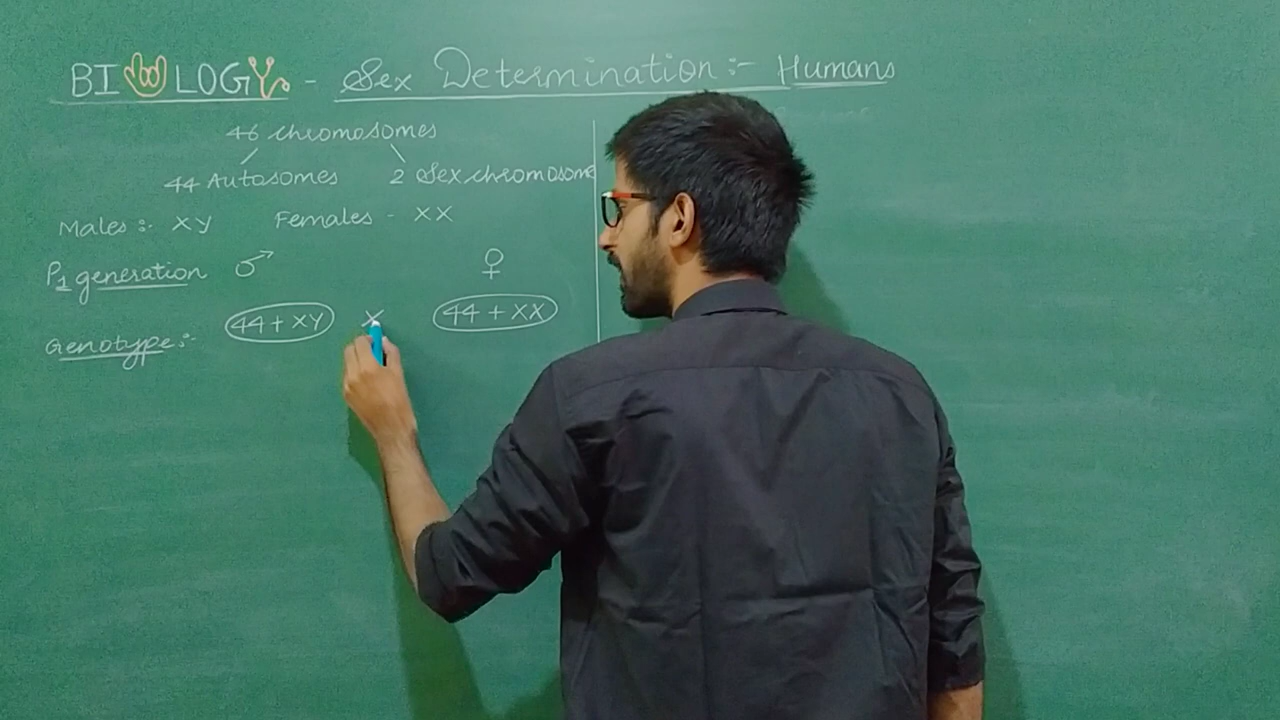 BIOLOGY - Sex Determination :- Humans
46 chromosomes
44 Autosomes 2 Sex chromosome
Males :- XY Females - XX
P1 generation ♂ ♀
Genotype :- 44 + XY X 44 + XX